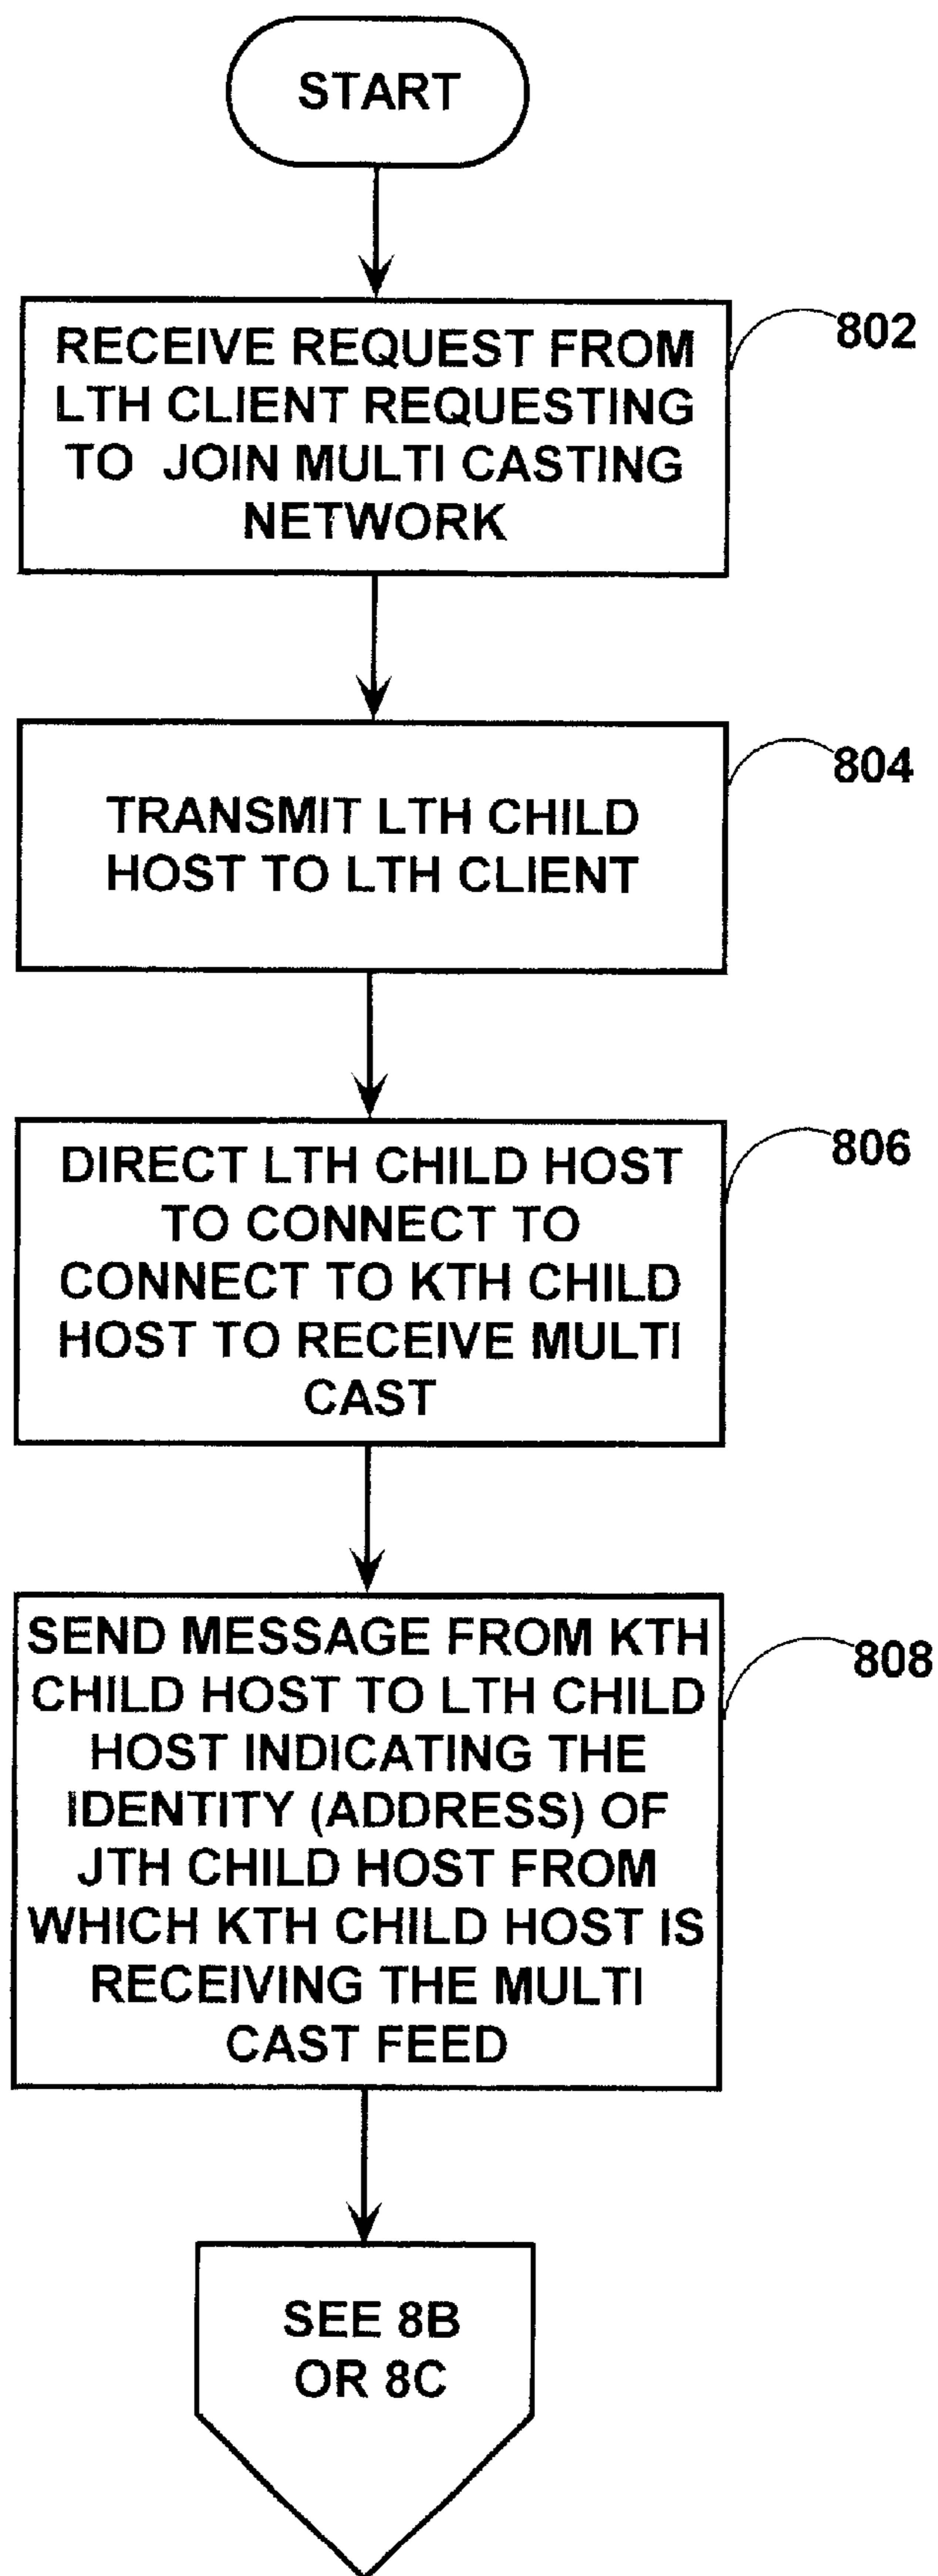 START
RECEIVE REQUEST FROM
LTH CLIENT REQUESTING
TO JOIN MULTI CASTING
NETWORK
802
TRANSMIT LTH CHILD
HOST TO LTH CLIENT
804
DIRECT LTH CHILD HOST
TO CONNECT TO
CONNECT TO KTH CHILD
HOST TO RECEIVE MULTI
CAST
806
SEND MESSAGE FROM KTH
CHILD HOST TO LTH CHILD
HOST INDICATING THE
IDENTITY (ADDRESS) OF
JTH CHILD HOST FROM
WHICH KTH CHILD HOST IS
RECEIVING THE MULTI
CAST FEED
808
SEE 8B
OR 8C